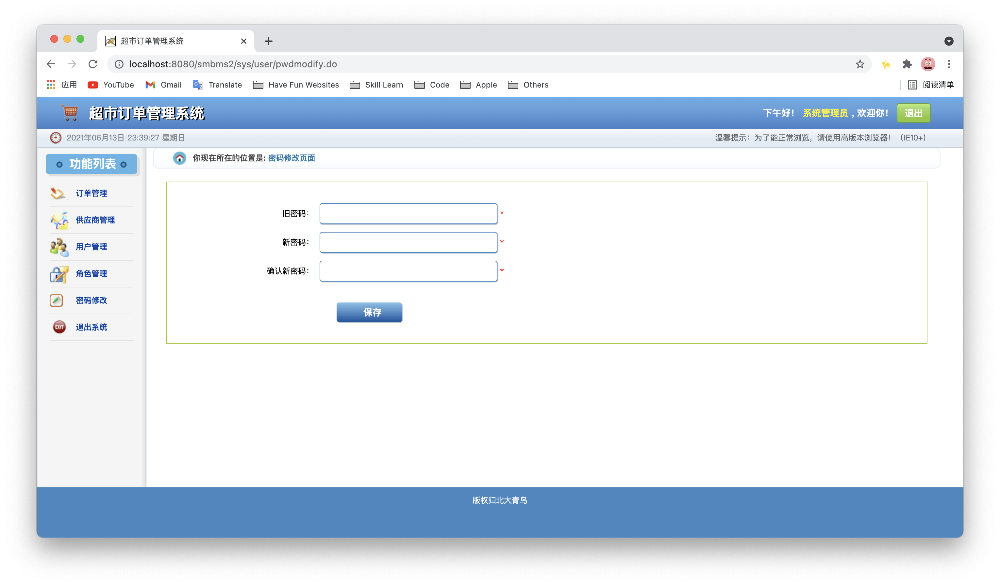 超市订单管理系统
localhost:8080/smbms2/sys/user/pwdmodify.do
应用 YouTube Gmail Translate Have Fun Websites Skill Learn Code Apple Others 阅读清单
超市订单管理系统 下午好！ 系统管理员 , 欢迎你！ 退出
2021年06月13日 23:39:27 星期日 温馨提示：为了能正常浏览，请使用高版本浏览器！（IE10+）
功能列表
订单管理
供应商管理
用户管理
角色管理
密码修改
EXIT 退出系统
你现在所在的位置是: 密码修改页面
旧密码： *
新密码： *
确认新密码： *
保存
版权归北大青鸟